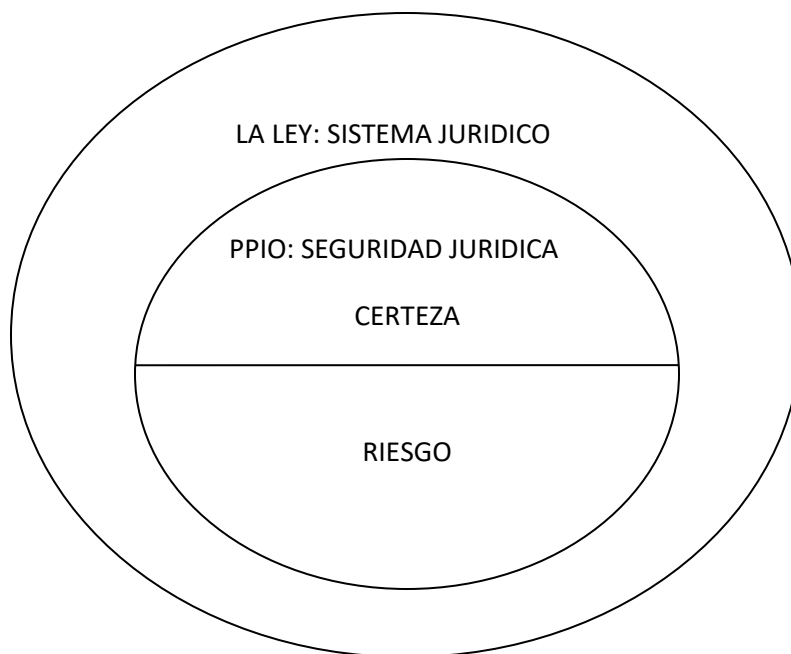 LA LEY: SISTEMA JURIDICO
PPIO: SEGURIDAD JURIDICA
CERTEZA
RIESGO